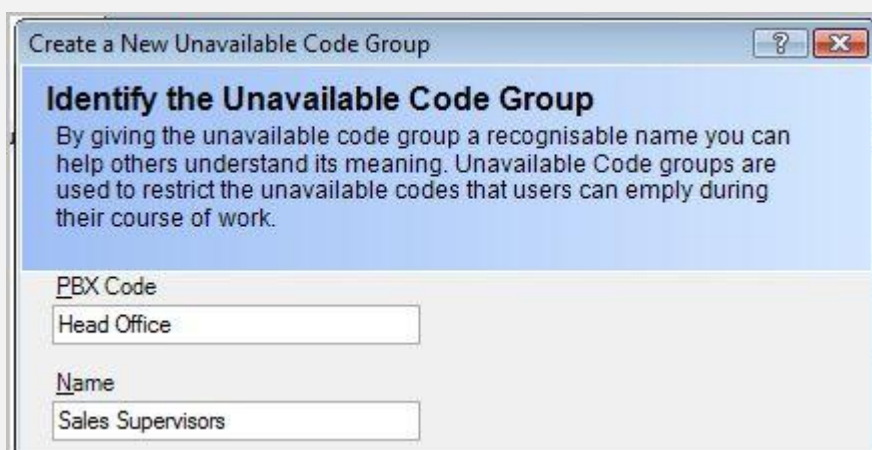 Create a New Unavailable Code Group
Identify the Unavailable Code Group
By giving the unavailable code group a recognisable name you can
help others understand its meaning. Unavailable Code groups are
used to restrict the unavailable codes that users can emply during
their course of work.
PBX Code
Head Office
Name
Sales Supervisors